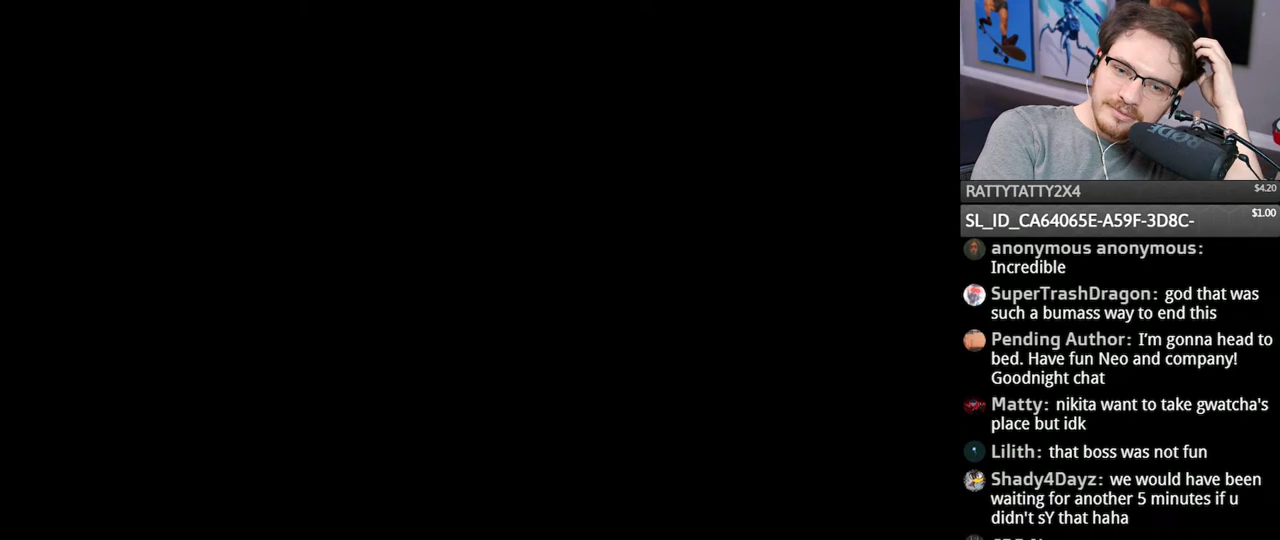 RODE
RATTYTATTY2X4
$4.20
SL_ID_CA64065E-A59F-3D8C-
$1.00
anonymous anonymous:
Incredible
SuperTrashDragon: god that was
such a bumass way to end this
Pending Author: I’m gonna head to
bed. Have fun Neo and company!
Goodnight chat
Matty: nikita want to take gwatcha's
place but idk
Lilith: that boss was not fun
Shady4Dayz: we would have been
waiting for another 5 minutes if u
didn't sY that haha